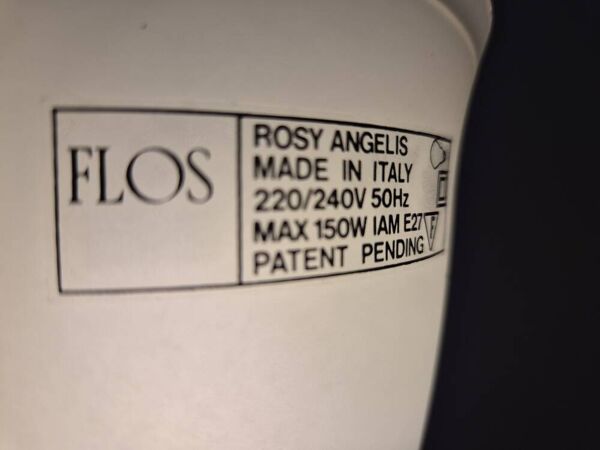 FLOS
ROSY ANGELIS
MADE IN ITALY
220/240V 50Hz
MAX 150W IAM E27
PATENT PENDING
F